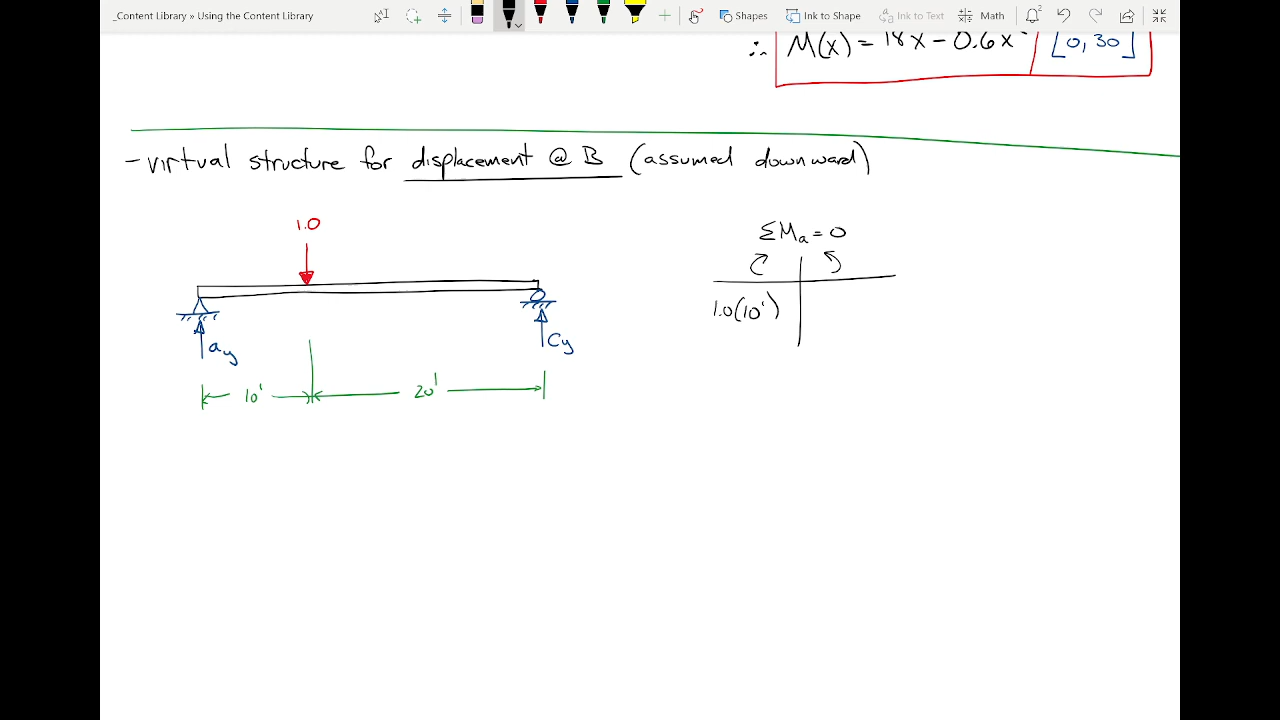 _Content Library » Using the Content Library
Shapes
Ink to Shape
Ink to Text
Math
∴ M(x) = 18x - 0.6x [0, 30]
- virtual structure for displacement @ B (assumed downward)
1.0
ay
Cy
10' 20'
ΣMa = 0
1.0(10')